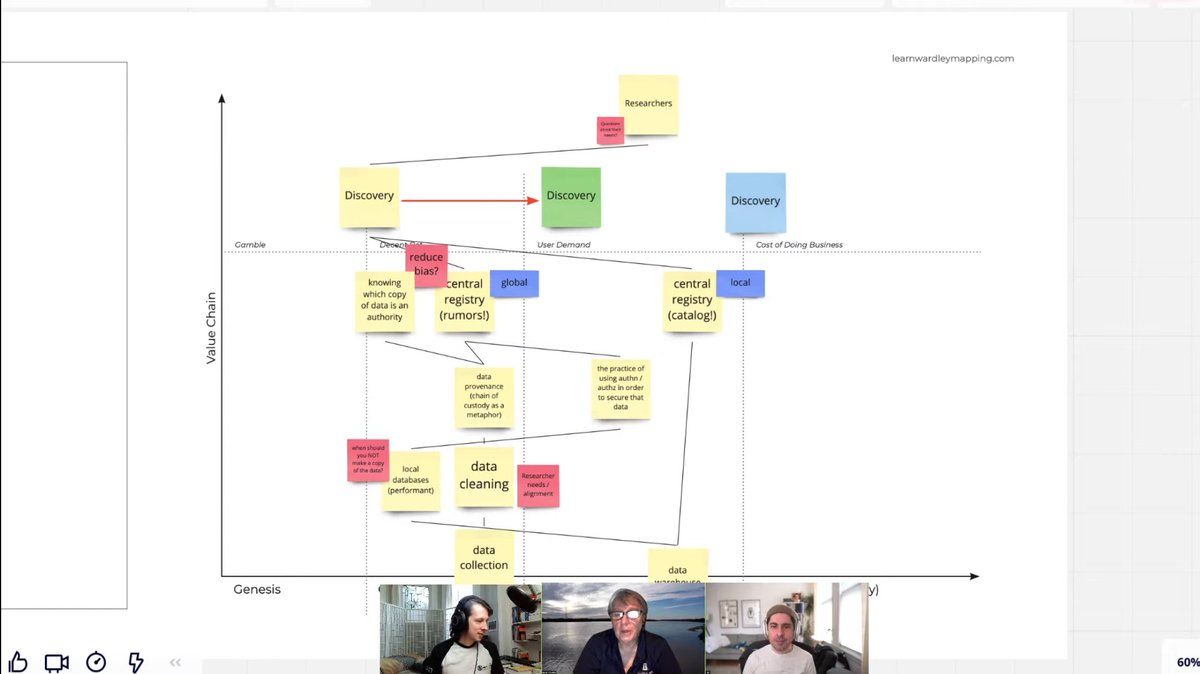 learnwardleymapping.com
Researchers
Questions
about their
needs?
Discovery
Discovery
Discovery
Gamble
User Demand
Cost of Doing Business
reduce
bias?
knowing
which copy
of data is an
authority
central
registry
(rumors!)
global
central
registry
(catalog!)
local
Value Chain
data
provenance
(chain of
custody as a
metaphor)
the practice of
using authn /
authz in order
to secure that
data
when should
you NOT
make a copy
of the data?
local
databases
(performant)
data
cleaning
Researcher
needs /
alignment
data
collection
data
warehouse
Genesis
y)
60%